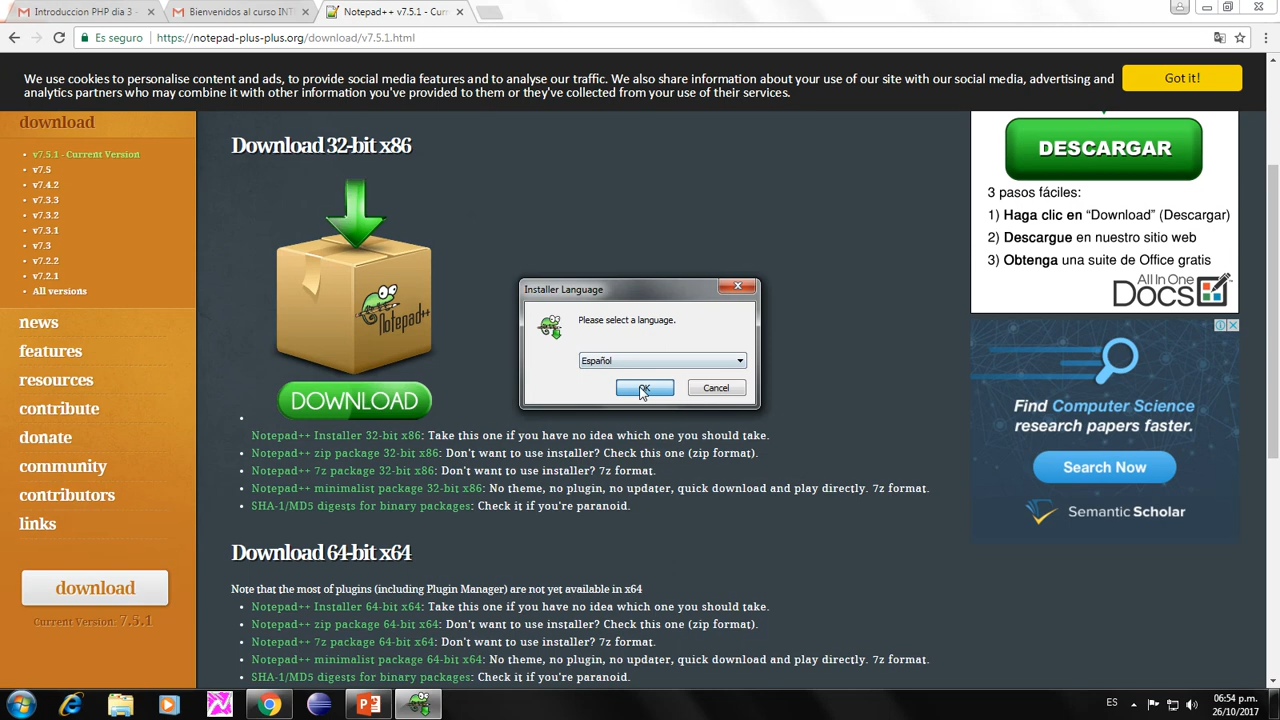 Introduccion PHP dia 3 -
Bienvenidos al curso INT
Notepad++ v7.5.1 - Curr
Es seguro
https://notepad-plus-plus.org/download/v7.5.1.html
We use cookies to personalise content and ads, to provide social media features and to analyse our traffic. We also share information about your use of our site with our social media, advertising and
analytics partners who may combine it with other information you've provided to them or they've collected from your use of their services.
Got it!
download
v7.5.1 - Current Version
v7.5
v7.4.2
v7.3.3
v7.3.2
v7.3.1
v7.3
v7.2.2
v7.2.1
All versions
news
features
resources
contribute
donate
community
contributors
links
download
Current Version: 7.5.1
Download 32-bit x86
Notepad++
DOWNLOAD
Notepad++ Installer 32-bit x86: Take this one if you have no idea which one you should take.
Notepad++ zip package 32-bit x86: Don't want to use installer? Check this one (zip format).
Notepad++ 7z package 32-bit x86: Don't want to use installer? 7z format.
Notepad++ minimalist package 32-bit x86: No theme, no plugin, no updater, quick download and play directly. 7z format.
SHA-1/MD5 digests for binary packages: Check it if you're paranoid.
Download 64-bit x64
Note that the most of plugins (including Plugin Manager) are not yet available in x64
Notepad++ Installer 64-bit x64: Take this one if you have no idea which one you should take.
Notepad++ zip package 64-bit x64: Don't want to use installer? Check this one (zip format).
Notepad++ 7z package 64-bit x64: Don't want to use installer? 7z format.
Notepad++ minimalist package 64-bit x64: No theme, no plugin, no updater, quick download and play directly. 7z format.
SHA-1/MD5 digests for binary packages: Check it if you're paranoid.
Installer Language
Please select a language.
Español
OK
Cancel
DESCARGAR
3 pasos fáciles:
1) Haga clic en “Download” (Descargar)
2) Descargue en nuestro sitio web
3) Obtenga una suite de Office gratis
All In One
Docs
Find Computer Science
research papers faster.
Search Now
Semantic Scholar
ES
06:54 p.m.
26/10/2017